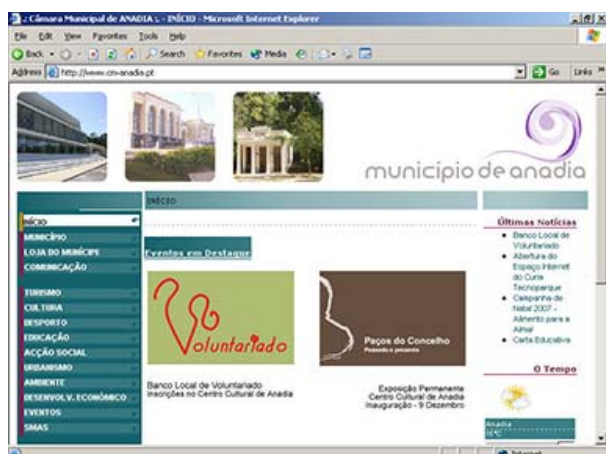 Câmara Municipal de ANADIA :. - INÍCIO - Microsoft Internet Explorer
File Edit View Favorites Tools Help
Back Search Favorites Media
Address http://www.cm-anadia.pt Go Links
município de anadia
INÍCIO
INÍCIO
MUNICÍPIO
LOJA DO MUNÍCIPE
COMUNICAÇÃO
TURISMO
CULTURA
DESPORTO
EDUCAÇÃO
ACÇÃO SOCIAL
URBANISMO
AMBIENTE
DESENVOLV. ECONÓMICO
EVENTOS
SMAS
Eventos em Destaque
Voluntariado
Banco Local de Voluntariado
Inscrições no Centro Cultural de Anadia
Paços do Concelho
Passado e presente
Exposição Permanente
Centro Cultural de Anadia
Inauguração - 9 Dezembro
Últimas Notícias
Banco Local de
Voluntariado
Abertura do
Espaço Internet
do Curia
Tecnoparque
Campanha de
Natal 2007 -
Alimento para a
Alma!
Carta Educativa
O Tempo
Anadia
Internet